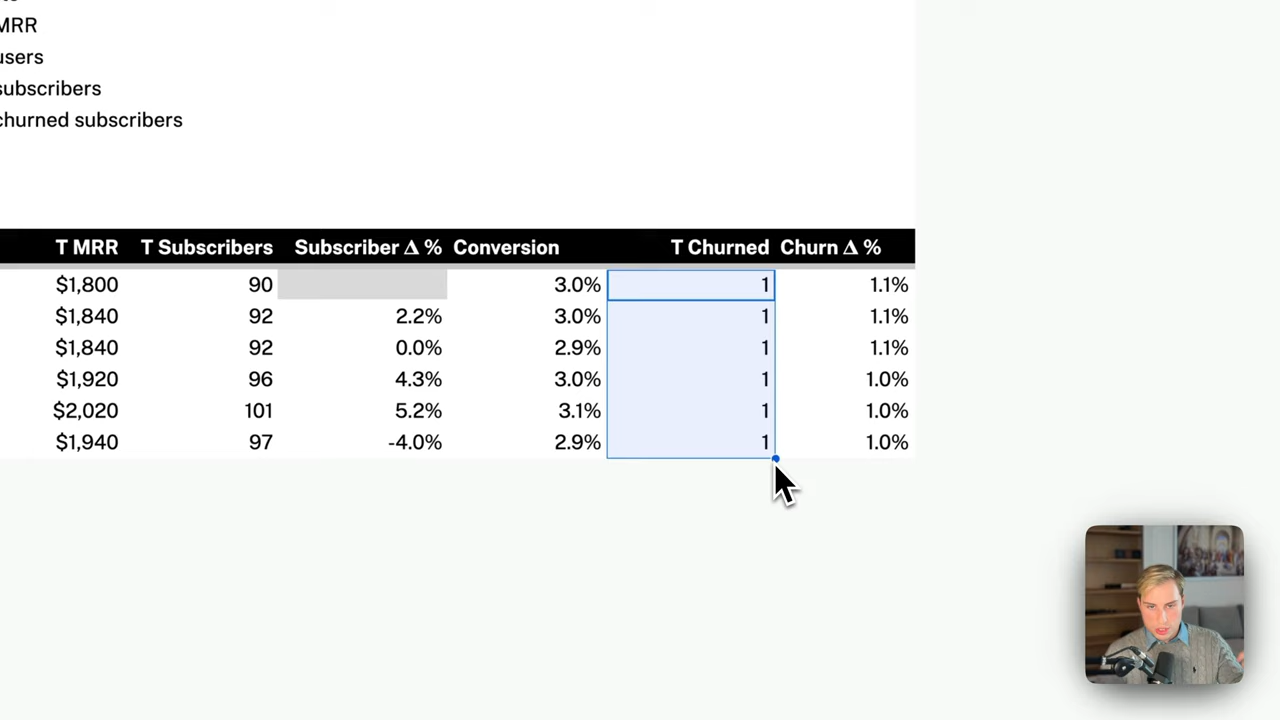 MRR
users
subscribers
churned subscribers
T MRR T Subscribers Subscriber Δ % Conversion T Churned Churn Δ %
$1,800 90 3.0% 1 1.1%
$1,840 92 2.2% 3.0% 1 1.1%
$1,840 92 0.0% 2.9% 1 1.1%
$1,920 96 4.3% 3.0% 1 1.0%
$2,020 101 5.2% 3.1% 1 1.0%
$1,940 97 -4.0% 2.9% 1 1.0%